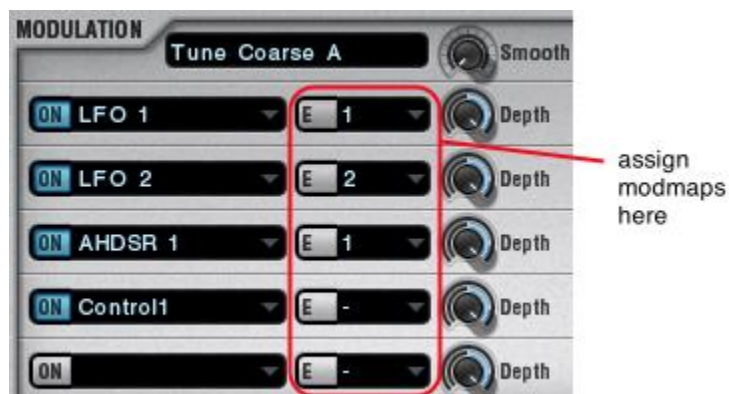 MODULATION
Tune Coarse A Smooth
ON LFO 1 E 1 Depth
ON LFO 2 E 2 Depth
ON AHDSR 1 E 1 Depth
ON Control1 E - Depth
ON E - Depth
assign
modmaps
here